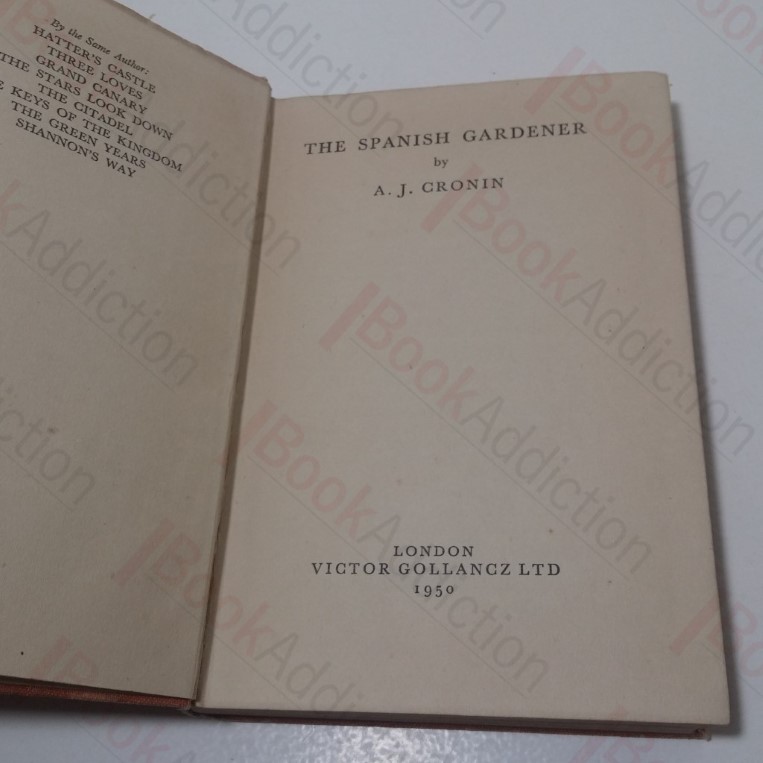 By the Same Author:
HATTER'S CASTLE
THREE LOVES
GRAND CANARY
THE STARS LOOK DOWN
THE CITADEL
KEYS OF THE KINGDOM
THE GREEN YEARS
SHANNON'S WAY
THE SPANISH GARDENER
by
A. J. CRONIN
LONDON
VICTOR GOLLANCZ LTD
1950
BookAddiction